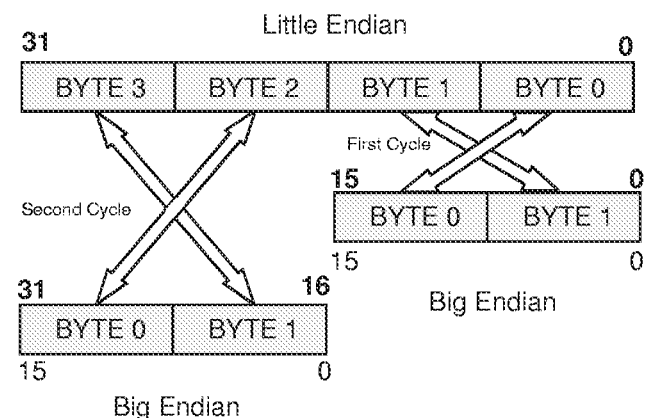 Little Endian
31 0
BYTE 3 BYTE 2 BYTE 1 BYTE 0
First Cycle
15 0
BYTE 0 BYTE 1
15 0
Big Endian
Second Cycle
31 16
BYTE 0 BYTE 1
15 0
Big Endian